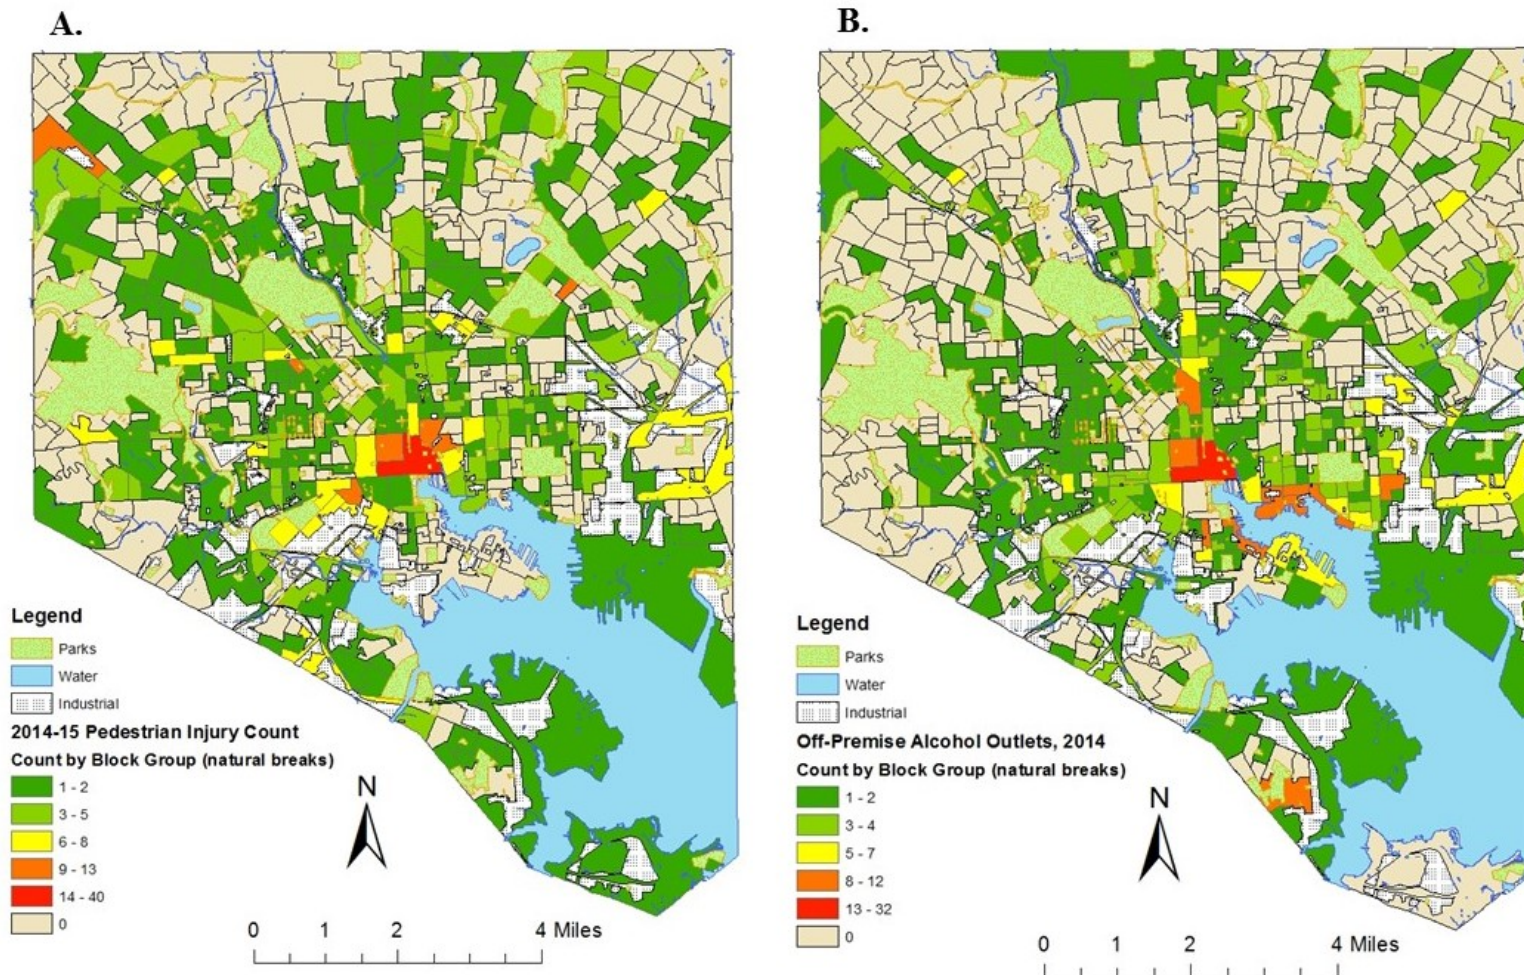 A.
B.
Legend
Parks
Water
Industrial
2014-15 Pedestrian Injury Count
Count by Block Group (natural breaks)
1 - 2
3 - 5
6 - 8
9 - 13
14 - 40
0
N
0 2 4 Miles
Legend
Parks
Water
Industrial
Off-Premise Alcohol Outlets, 2014
Count by Block Group (natural breaks)
1 - 2
3 - 4
5 - 7
8 - 12
13 - 32
0
N
0 1 2 4 Miles